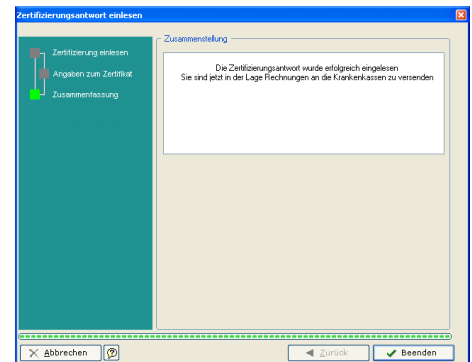 Zertifizierungsantwort einlesen
Zertifizierung einlesen
Angaben zum Zertifikat
Zusammenfassung
Zusammenstellung
Die Zertifizierungsantwort wurde erfolgreich eingelesen
Sie sind jetzt in der Lage Rechnungen an die Krankenkassen zu versenden
Abbrechen
?
Zurück
Beenden